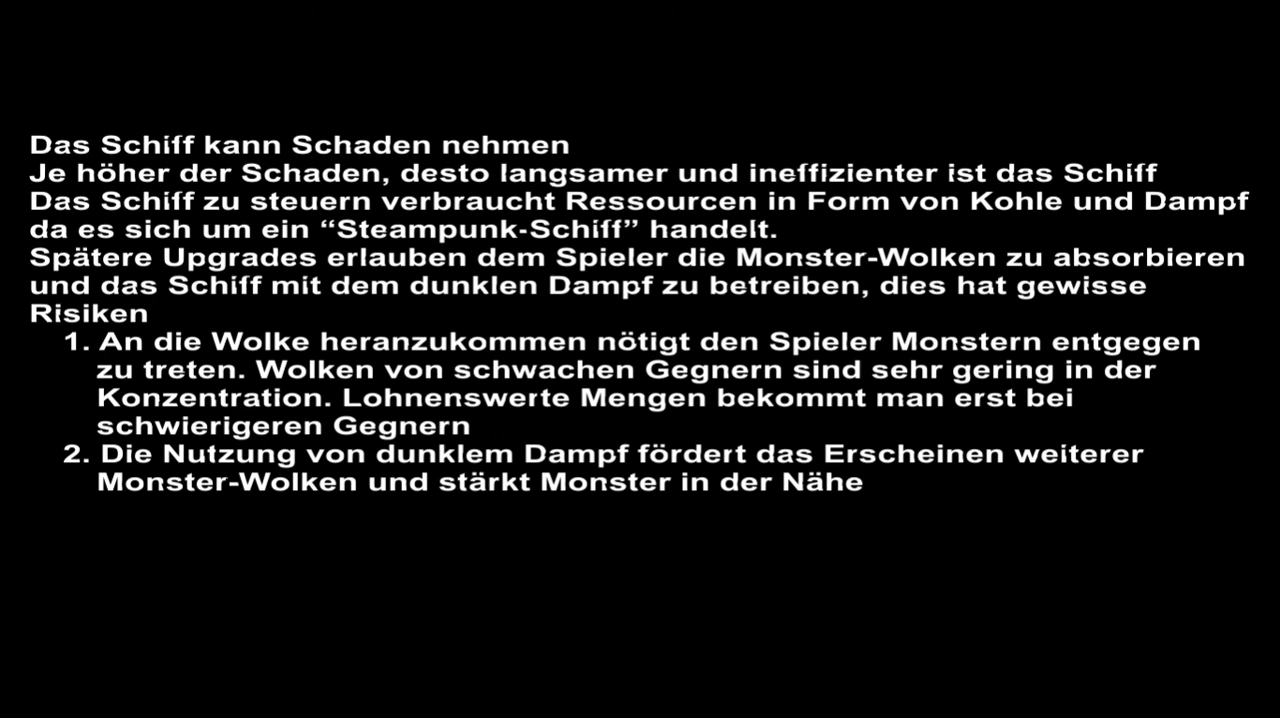 Das Schiff kann Schaden nehmen
Je höher der Schaden, desto langsamer und ineffizienter ist das Schiff
Das Schiff zu steuern verbraucht Ressourcen in Form von Kohle und Dampf
da es sich um ein “Steampunk-Schiff” handelt.
Spätere Upgrades erlauben dem Spieler die Monster-Wolken zu absorbieren
und das Schiff mit dem dunklen Dampf zu betreiben, dies hat gewisse
Risiken
1. An die Wolke heranzukommen nötigt den Spieler Monstern entgegen
zu treten. Wolken von schwachen Gegnern sind sehr gering in der
Konzentration. Lohnenswerte Mengen bekommt man erst bei
schwierigeren Gegnern
2. Die Nutzung von dunklem Dampf fördert das Erscheinen weiterer
Monster-Wolken und stärkt Monster in der Nähe